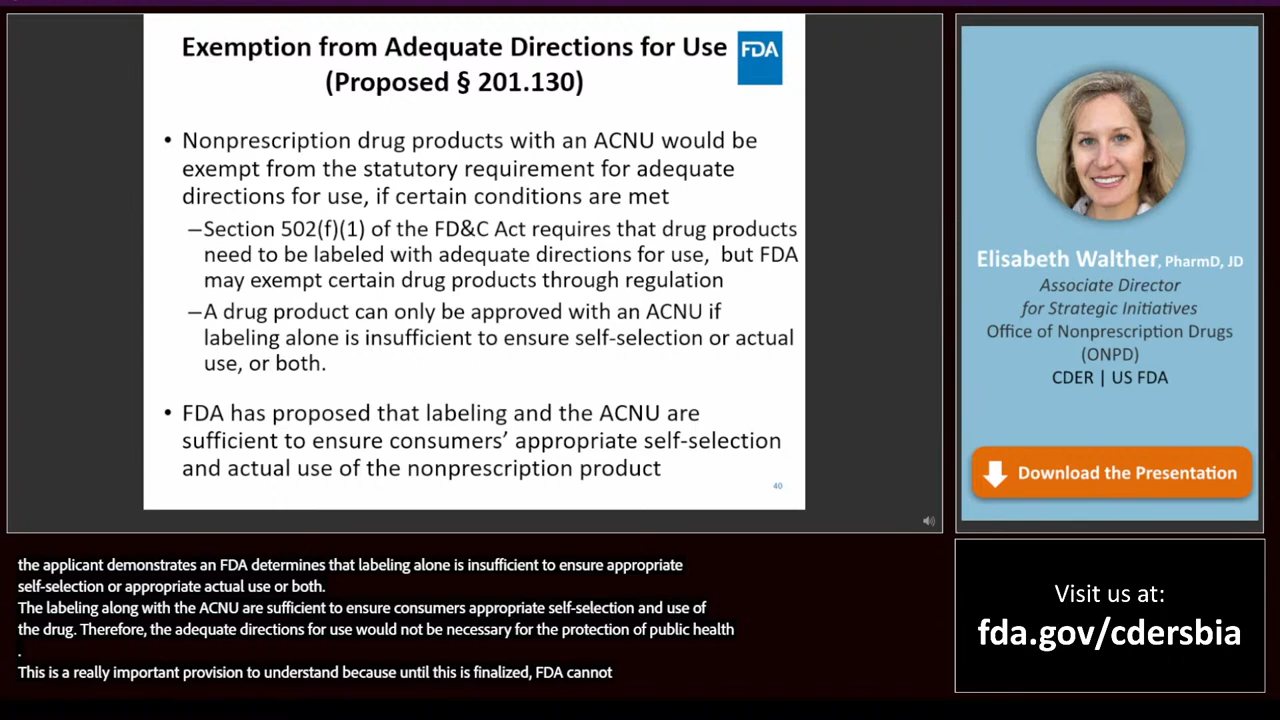 Exemption from Adequate Directions for Use
(Proposed § 201.130)
FDA
• Nonprescription drug products with an ACNU would be
exempt from the statutory requirement for adequate
directions for use, if certain conditions are met
–Section 502(f)(1) of the FD&C Act requires that drug products
need to be labeled with adequate directions for use, but FDA
may exempt certain drug products through regulation
–A drug product can only be approved with an ACNU if
labeling alone is insufficient to ensure self-selection or actual
use, or both.
• FDA has proposed that labeling and the ACNU are
sufficient to ensure consumers’ appropriate self-selection
and actual use of the nonprescription product
40
Elisabeth Walther, PharmD, JD
Associate Director
for Strategic Initiatives
Office of Nonprescription Drugs
(ONPD)
CDER | US FDA
Download the Presentation
the applicant demonstrates an FDA determines that labeling alone is insufficient to ensure appropriate
self-selection or appropriate actual use or both.
The labeling along with the ACNU are sufficient to ensure consumers appropriate self-selection and use of
the drug. Therefore, the adequate directions for use would not be necessary for the protection of public health
.
This is a really important provision to understand because until this is finalized, FDA cannot
Visit us at:
fda.gov/cdersbia